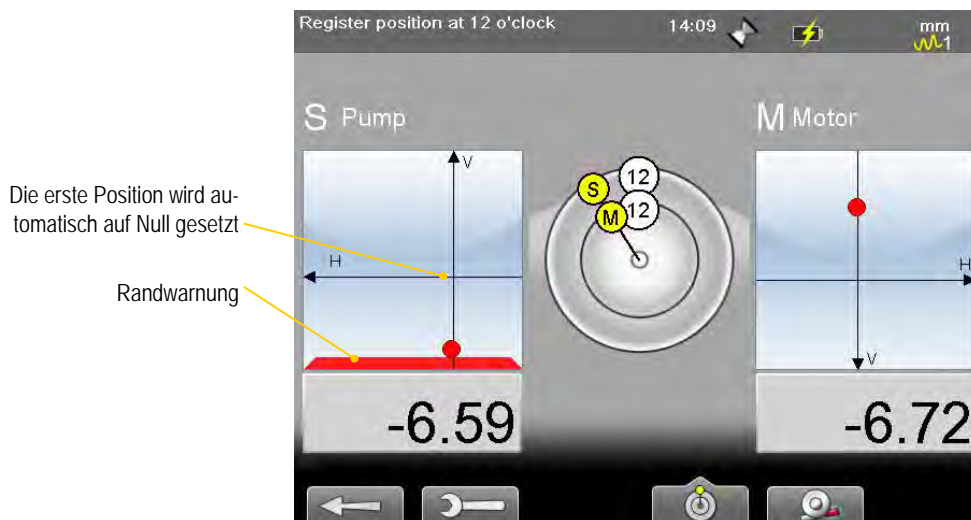 Register position at 12 o'clock 14:09 mm
1
S Pump
M Motor
V
H
S 12
M 12
H
V
Die erste Position wird au-
tomatisch auf Null gesetzt
Randwarnung
-6.59
-6.72